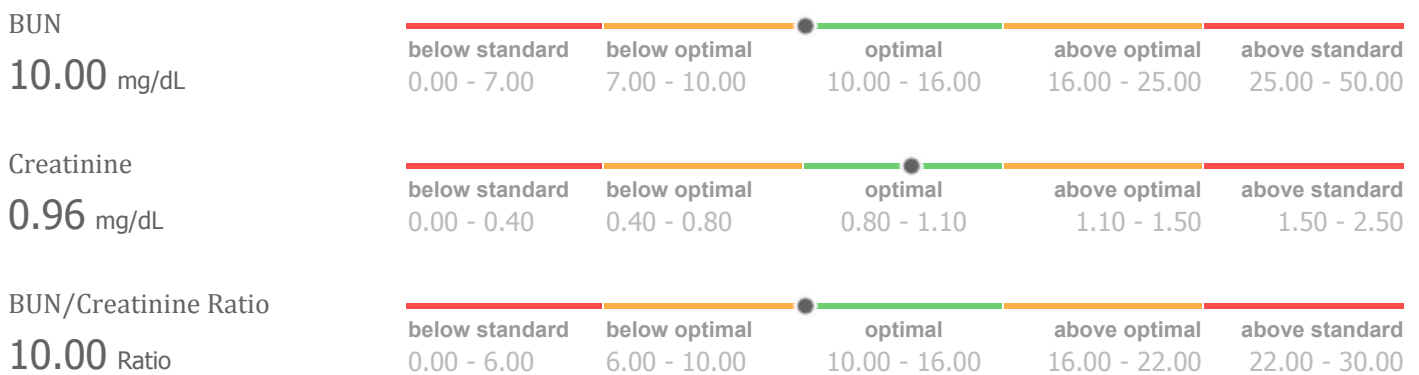 BUN
below standard below optimal optimal above optimal above standard
10.00 mg/dL
0.00 - 7.00 7.00 - 10.00 10.00 - 16.00 16.00 - 25.00 25.00 - 50.00
Creatinine
below standard below optimal optimal above optimal above standard
0.96 mg/dL
0.00 - 0.40 0.40 - 0.80 0.80 - 1.10 1.10 - 1.50 1.50 - 2.50
BUN/Creatinine Ratio
below standard below optimal optimal above optimal above standard
10.00 Ratio
0.00 - 6.00 6.00 - 10.00 10.00 - 16.00 16.00 - 22.00 22.00 - 30.00